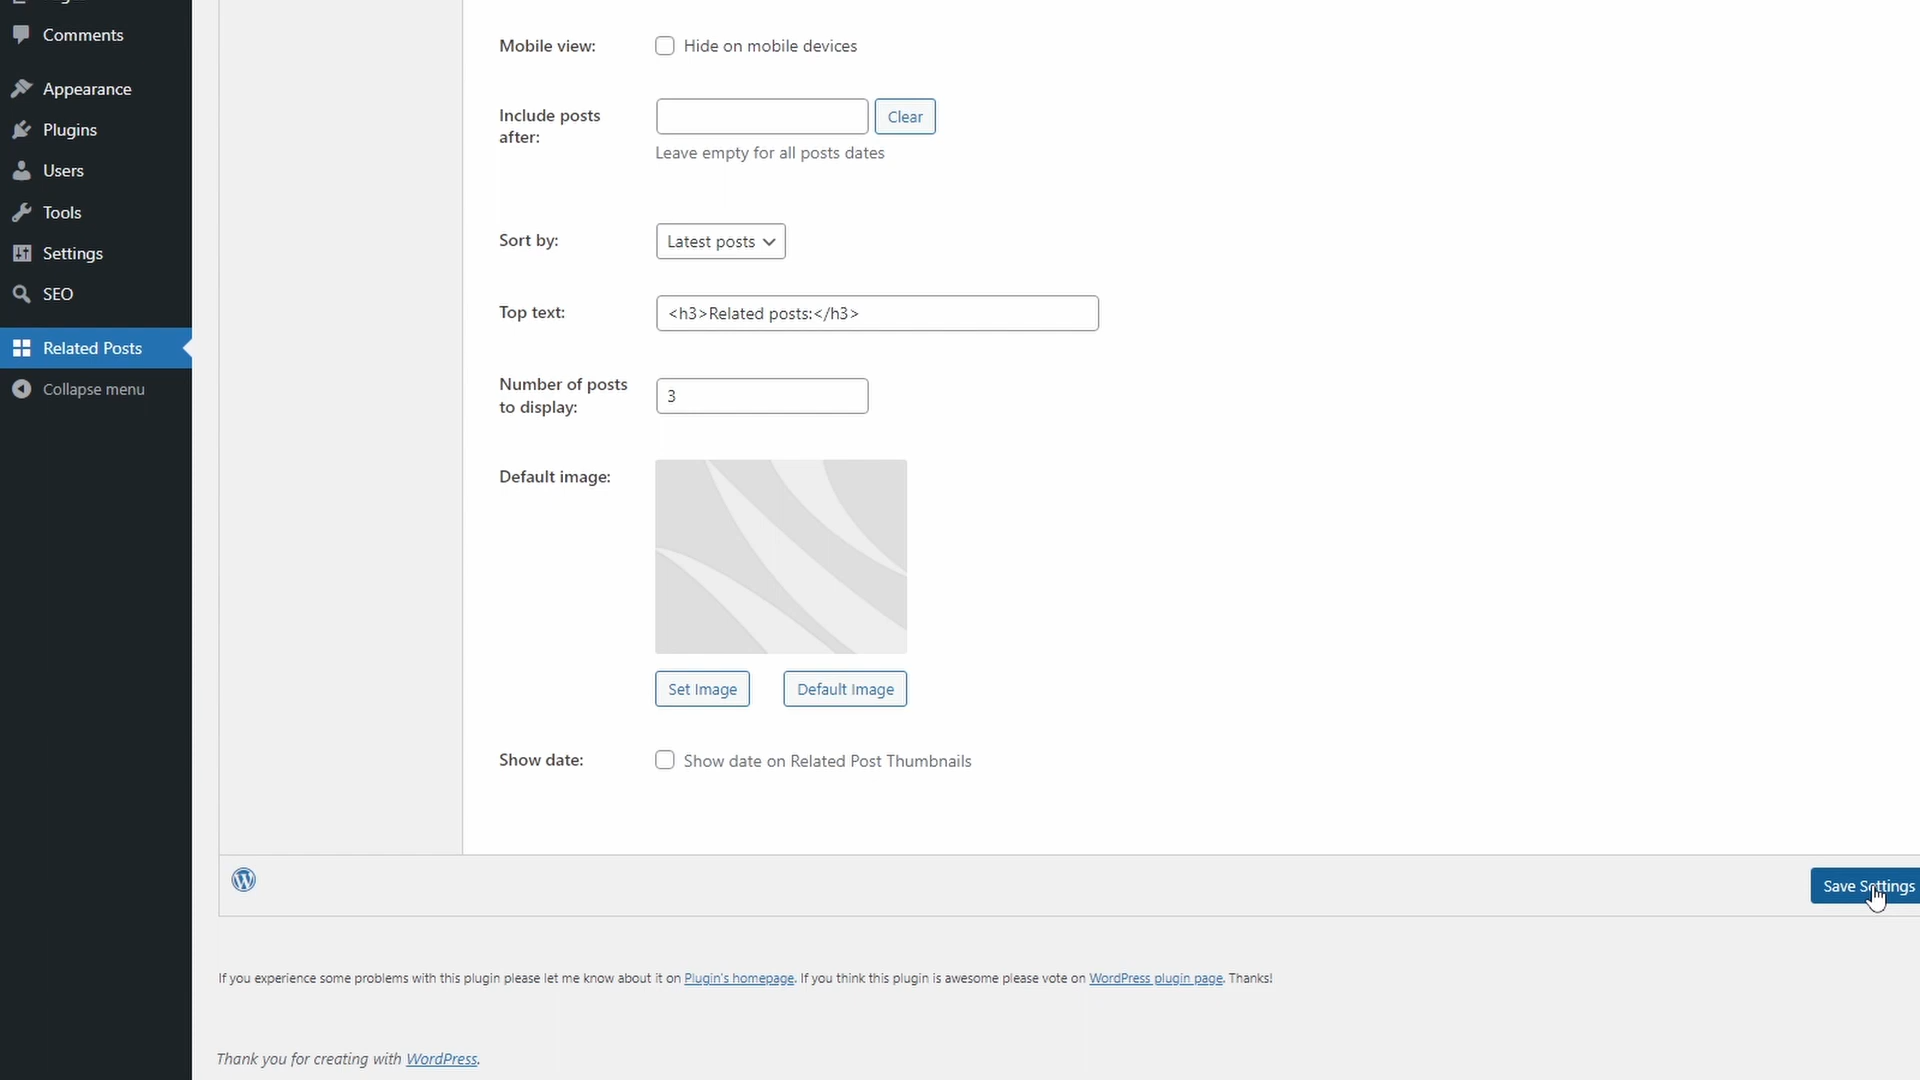 Comments
Appearance
Plugins
Users
Tools
Settings
SEO
Related Posts
Collapse menu
Mobile view:
Hide on mobile devices
Include posts
after:
Clear
Leave empty for all posts dates
Sort by:
Latest posts
Top text:
<h3>Related posts:</h3>
Number of posts
to display:
3
Default image:
Set Image
Default Image
Show date:
Show date on Related Post Thumbnails
Save Settings
If you experience some problems with this plugin please let me know about it on Plugin's homepage. If you think this plugin is awesome please vote on WordPress plugin page. Thanks!
Thank you for creating with WordPress.